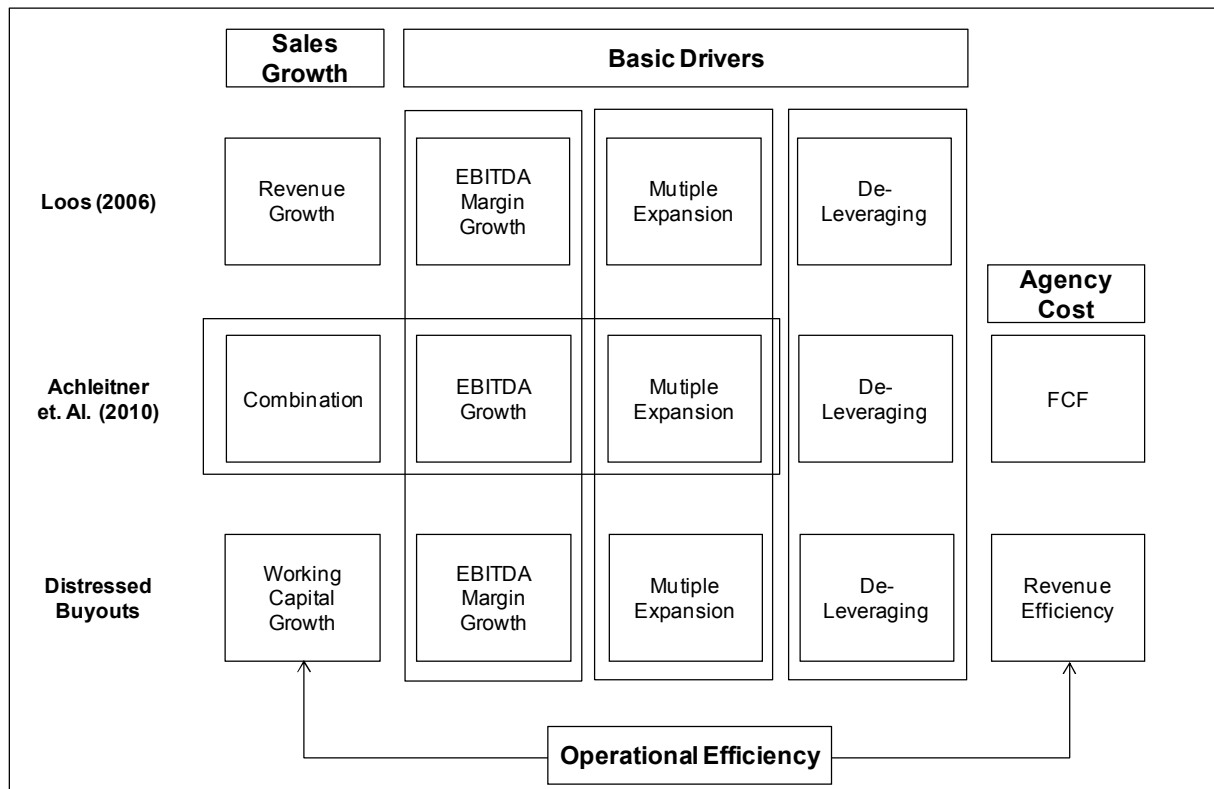 Sales
Growth
Basic Drivers
Loos (2006)
Revenue
Growth
EBITDA
Margin
Growth
Mutiple
Expansion
De-
Leveraging
Agency
Cost
Achleitner
et. Al. (2010)
Combination
EBITDA
Growth
Mutiple
Expansion
De-
Leveraging
FCF
Distressed
Buyouts
Working
Capital
Growth
EBITDA
Margin
Growth
Mutiple
Expansion
De-
Leveraging
Revenue
Efficiency
Operational Efficiency